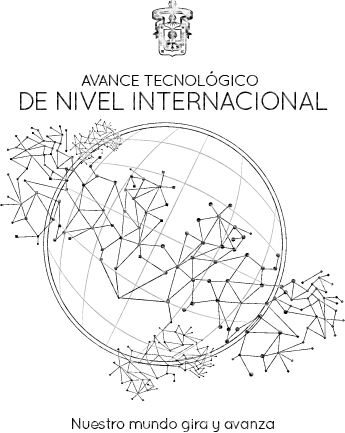 AVANCE TECNOLÓGICO
DE NIVEL INTERNACIONAL
Nuestro mundo gira y avanza